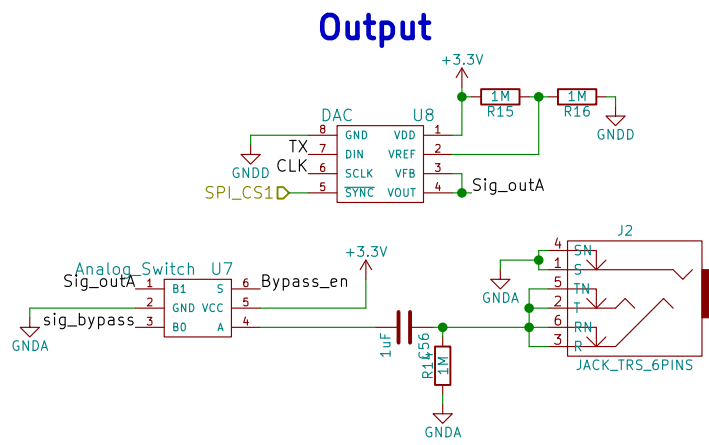 Output
+3.3V
1M
1M
R15
R16
GNDD
DAC
U8
8 GND VDD 1
TX 7 DIN VREF 2
CLK 6 SCLK VFB 3
SPI_CS1 5 SYNC VOUT 4
Sig_outA
GNDD
J2
Analog_Switch U7
+3.3V
Sig_outA 1 B1 S 6 Bypass_en
2 GND VCC 5
sig_bypass 3 B0 A 4
GNDA
1uF
C56
R14
1M
GNDA
4 SN
1 S
5 TN
2 T
6 RN
3 R
GNDA
JACK_TRS_6PINS